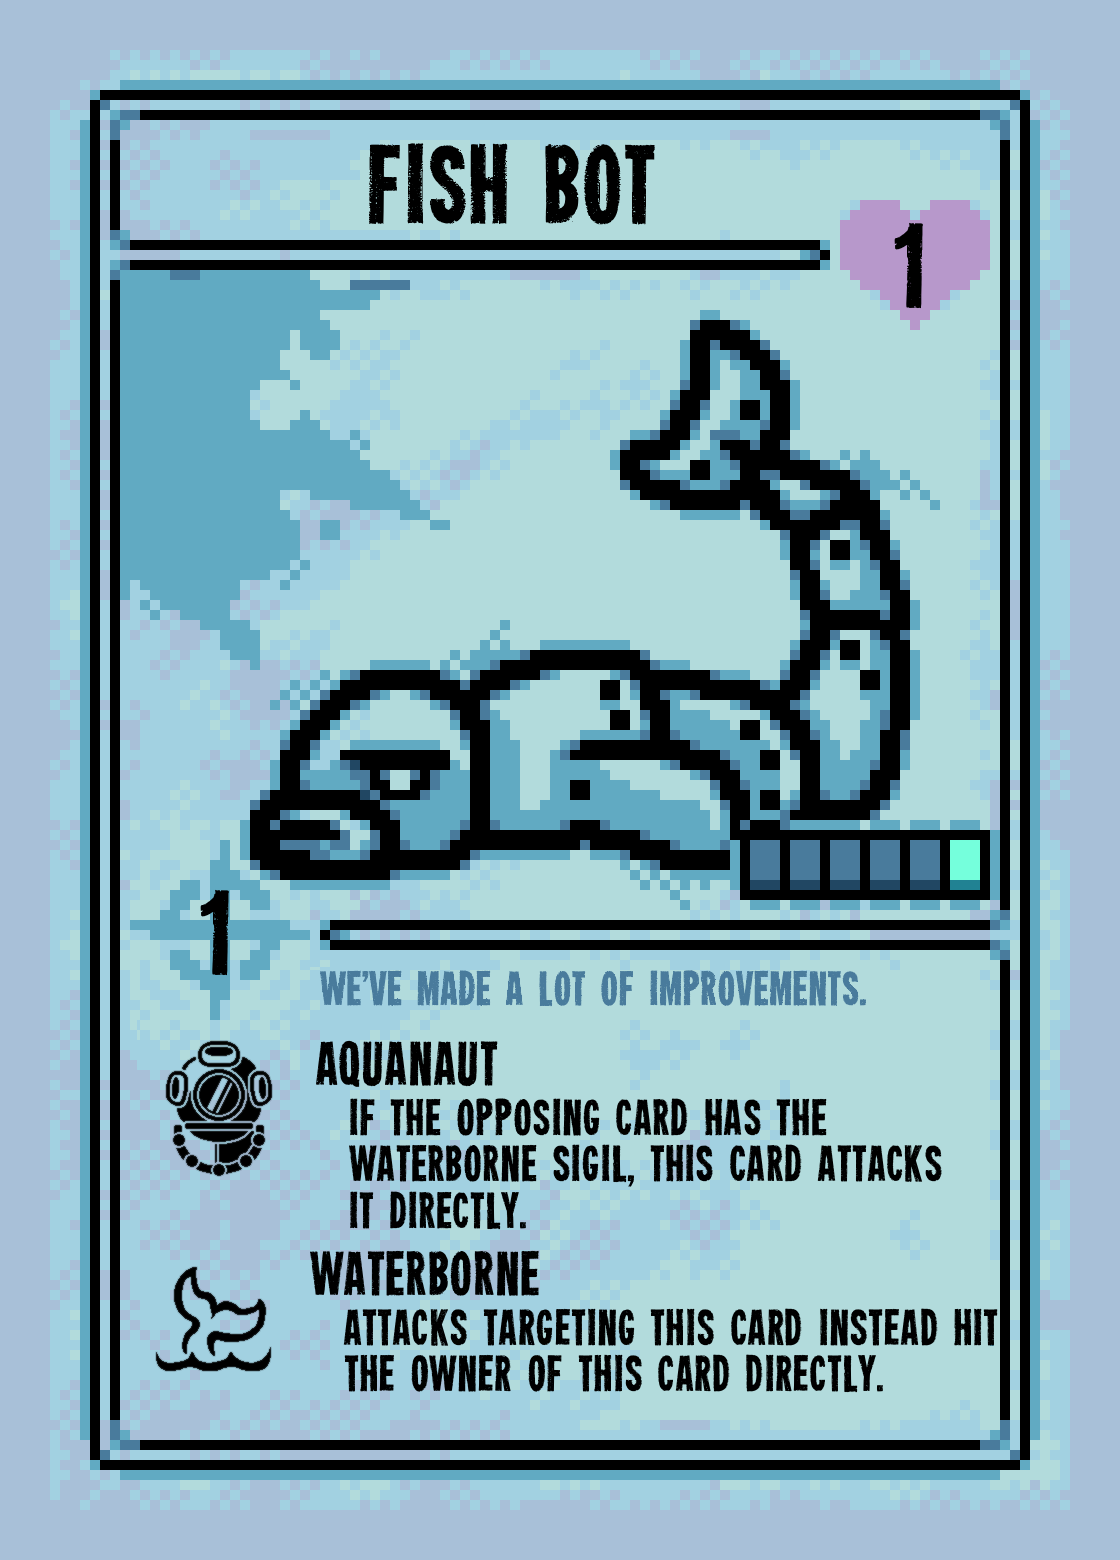 FISH BOT
1
1
WE'VE MADE A LOT OF IMPROVEMENTS.
AQUANAUT
IF THE OPPOSING CARD HAS THE
WATERBORNE SIGIL, THIS CARD ATTACKS
IT DIRECTLY.
WATERBORNE
ATTACKS TARGETING THIS CARD INSTEAD HIT
THE OWNER OF THIS CARD DIRECTLY.